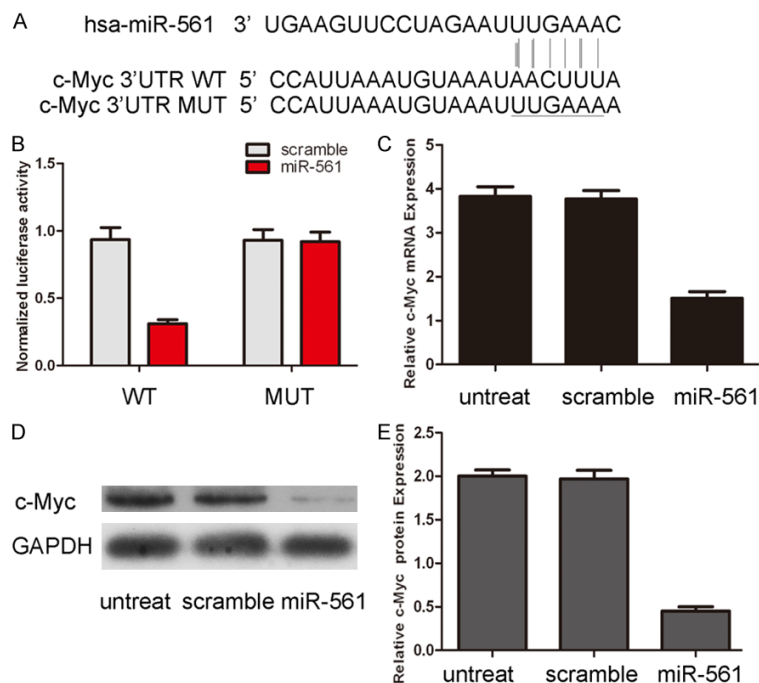 A
hsa-miR-561 3’ UGAAGUUCCUAGAAUUUGAAAC
c-Myc 3’UTR WT 5’ CCAUUAAAUGUAAAUAACUUUA
c-Myc 3’UTR MUT 5’ CCAUUAAAUGUAAAUUUGAAAA
B
scramble
miR-561
Normalized luciferase activity
1.5
1.0
0.5
0.0
WT MUT
C
Relative c-Myc mRNA Expression
5
4
3
2
1
0
untreat scramble miR-561
D
c-Myc
GAPDH
untreat scramble miR-561
E
Relative c-Myc protein Expression
2.5
2.0
1.5
1.0
0.5
0.0
untreat scramble miR-561